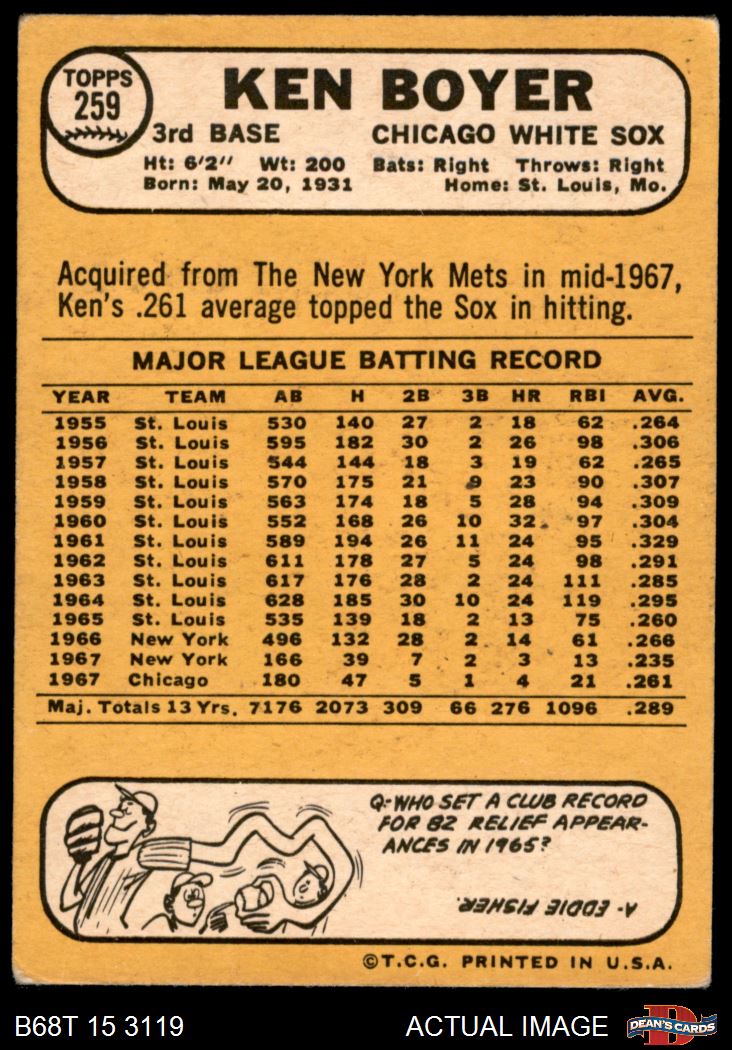 TOPPS
259
KEN BOYER
3rd BASE CHICAGO WHITE SOX
Ht: 6'2" Wt: 200 Bats: Right Throws: Right
Born: May 20, 1931 Home: St. Louis, Mo.
Acquired from The New York Mets in mid-1967,
Ken's .261 average topped the Sox in hitting.
MAJOR LEAGUE BATTING RECORD
YEAR TEAM AB H 2B 3B HR RBI AVG.
1955 St. Louis 530 140 27 2 18 62 .264
1956 St. Louis 595 182 30 2 26 98 .306
1957 St. Louis 544 144 18 3 19 62 .265
1958 St. Louis 570 175 21 9 23 90 .307
1959 St. Louis 563 174 18 5 28 94 .309
1960 St. Louis 552 168 26 10 32 97 .304
1961 St. Louis 589 194 26 11 24 95 .329
1962 St. Louis 611 178 27 5 24 98 .291
1963 St. Louis 617 176 28 2 24 111 .285
1964 St. Louis 628 185 30 10 24 119 .295
1965 St. Louis 535 139 18 2 13 75 .260
1966 New York 496 132 28 2 14 61 .266
1967 New York 166 39 7 2 3 13 .235
1967 Chicago 180 47 5 1 4 21 .261
Maj. Totals 13 Yrs. 7176 2073 309 66 276 1096 .289
Q-WHO SET A CLUB RECORD
FOR 82 RELIEF APPEAR-
ANCES IN 1965?
A- EDDIE FISHER.
©T.C.G. PRINTED IN U.S.A.
B68T 15 3119 ACTUAL IMAGE
D
DEAN'S CARDS